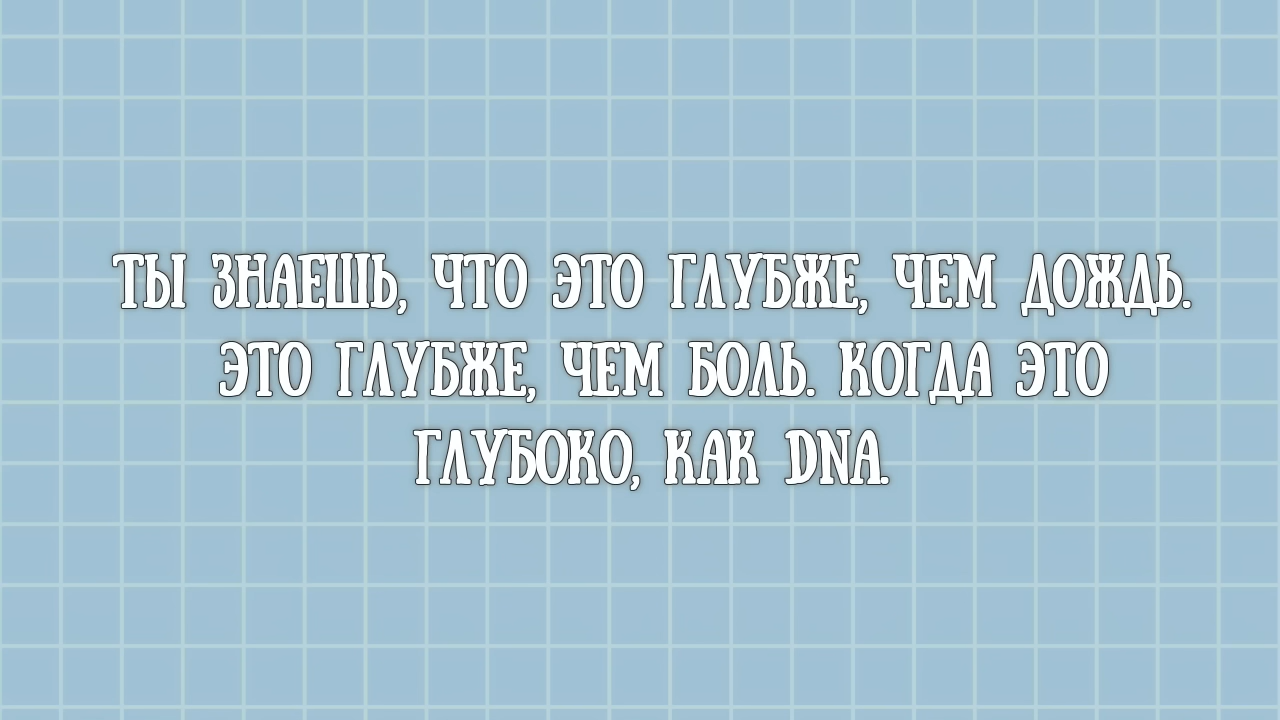 ТЫ ЗНАЕШЬ, ЧТО ЭТО ГЛУБЖЕ, ЧЕМ ДОЖДЬ.
ЭТО ГЛУБЖЕ, ЧЕМ БОЛЬ. КОГДА ЭТО
ГЛУБОКО, КАК DNA.